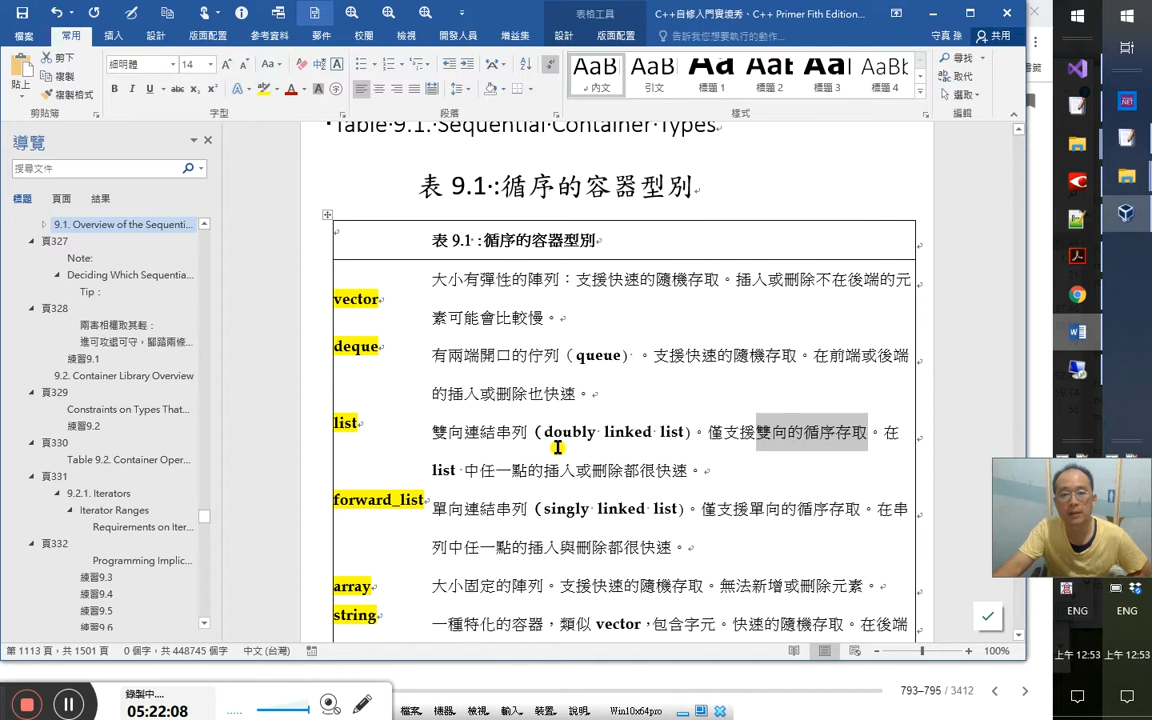 表格工具
C++自修入門實境秀、C++ Primer Fith Edition...
檔案 常用 插入 設計 版面配置 參考資料 郵件 校閱 檢視 開發人員 增益集 設計 版面配置 告訴我您想要執行的動作... 守真 孫 共用
貼上 剪下 複製 複製格式 細明體 14
AaB AaBb AaB AaB AaB AaBb
內文 設計 標題 1 標題 2 標題 3 標題 4
尋找 取代 選取
剪貼簿 字型 段落 樣式 編輯
導覽
搜尋文件
標題 頁面 結果
9.1. Overview of the Sequenti...
頁327
Note:
Deciding Which Sequentia...
Tip：
頁328
兩害相權取其輕：
進可攻退可守，腳踏兩條...
練習9.1
9.2. Container Library Overview
頁329
Constraints on Types That...
練習9.2
頁330
Table 9.2. Container Oper...
頁331
9.2.1. Iterators
Iterator Ranges
Requirements on Iter...
頁332
Programming Implic...
練習9.3
練習9.4
練習9.5
練習9.6
Table 9.1. Sequential Container Types
表 9.1 :循序的容器型別
表 9.1 :循序的容器型別
vector
大小有彈性的陣列：支援快速的隨機存取。插入或刪除不在後端的元
素可能會比較慢。
deque
有兩端開口的佇列（queue）。支援快速的隨機存取。在前端或後端
的插入或刪除也快速。
list
雙向連結串列（doubly linked list)。僅支援雙向的循序存取。在
list 中任一點的插入或刪除都很快速。
forward_list
單向連結串列（singly linked list)。僅支援單向的循序存取。在串
列中任一點的插入與刪除都很快速。
array
大小固定的陣列。支援快速的隨機存取。無法新增或刪除元素。
string
一種特化的容器，類似 vector，包含字元。快速的隨機存取。在後端
第 1113 頁，共 1501 頁 0 個字，共 448745 個字 中文 (台灣) 100%
錄製中....
05:22:08
793–795 / 3412
檔案 機器 檢視 輸入 裝置 說明 Win10x64pro
ENG ENG
上午 12:53 上午 12:53